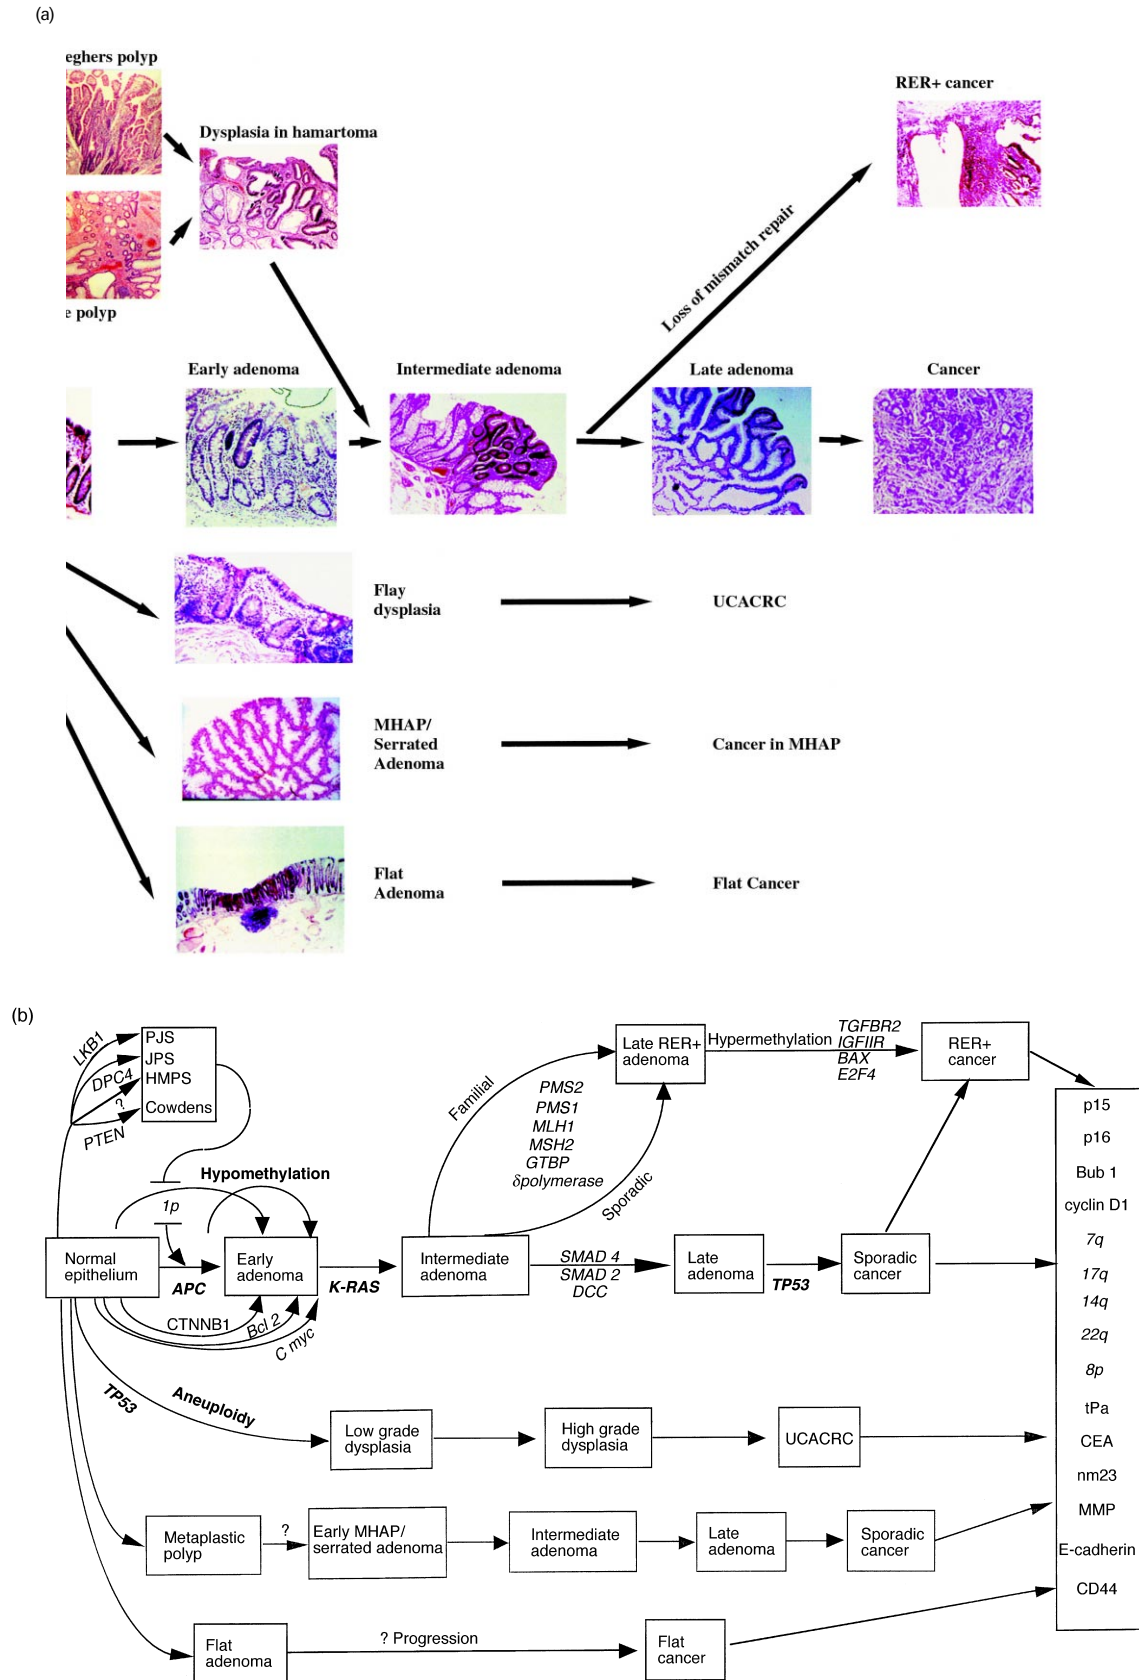 (a)
eghers polyp
RER+ cancer
Dysplasia in hamartoma
Loss of mismatch repair
e polyp
Early adenoma
Intermediate adenoma
Late adenoma
Cancer
Flay
dysplasia
UCACRC
MHAP/
Serrated
Adenoma
Cancer in MHAP
Flat
Adenoma
Flat Cancer
(b)
LKB1
DPC4
?
PTEN
PJS
JPS
HMPS
Cowdens
Familial
Late RER+
adenoma
Hypermethylation
TGFBR2
IGFIIR
BAX
E2F4
RER+
cancer
PMS2
PMS1
MLH1
MSH2
GTBP
δpolymerase
Sporadic
Hypomethylation
1p
Normal
epithelium
APC
Early
adenoma
K-RAS
Intermediate
adenoma
SMAD 4
SMAD 2
DCC
Late
adenoma
TP53
Sporadic
cancer
CTNNB1
Bcl 2
C myc
TP53
Aneuploidy
Low grade
dysplasia
High grade
dysplasia
UCACRC
Metaplastic
polyp
?
Early MHAP/
serrated adenoma
Intermediate
adenoma
Late
adenoma
Sporadic
cancer
Flat
adenoma
? Progression
Flat
cancer
p15
p16
Bub 1
cyclin D1
7q
17q
14q
22q
8p
tPa
CEA
nm23
MMP
E-cadherin
CD44